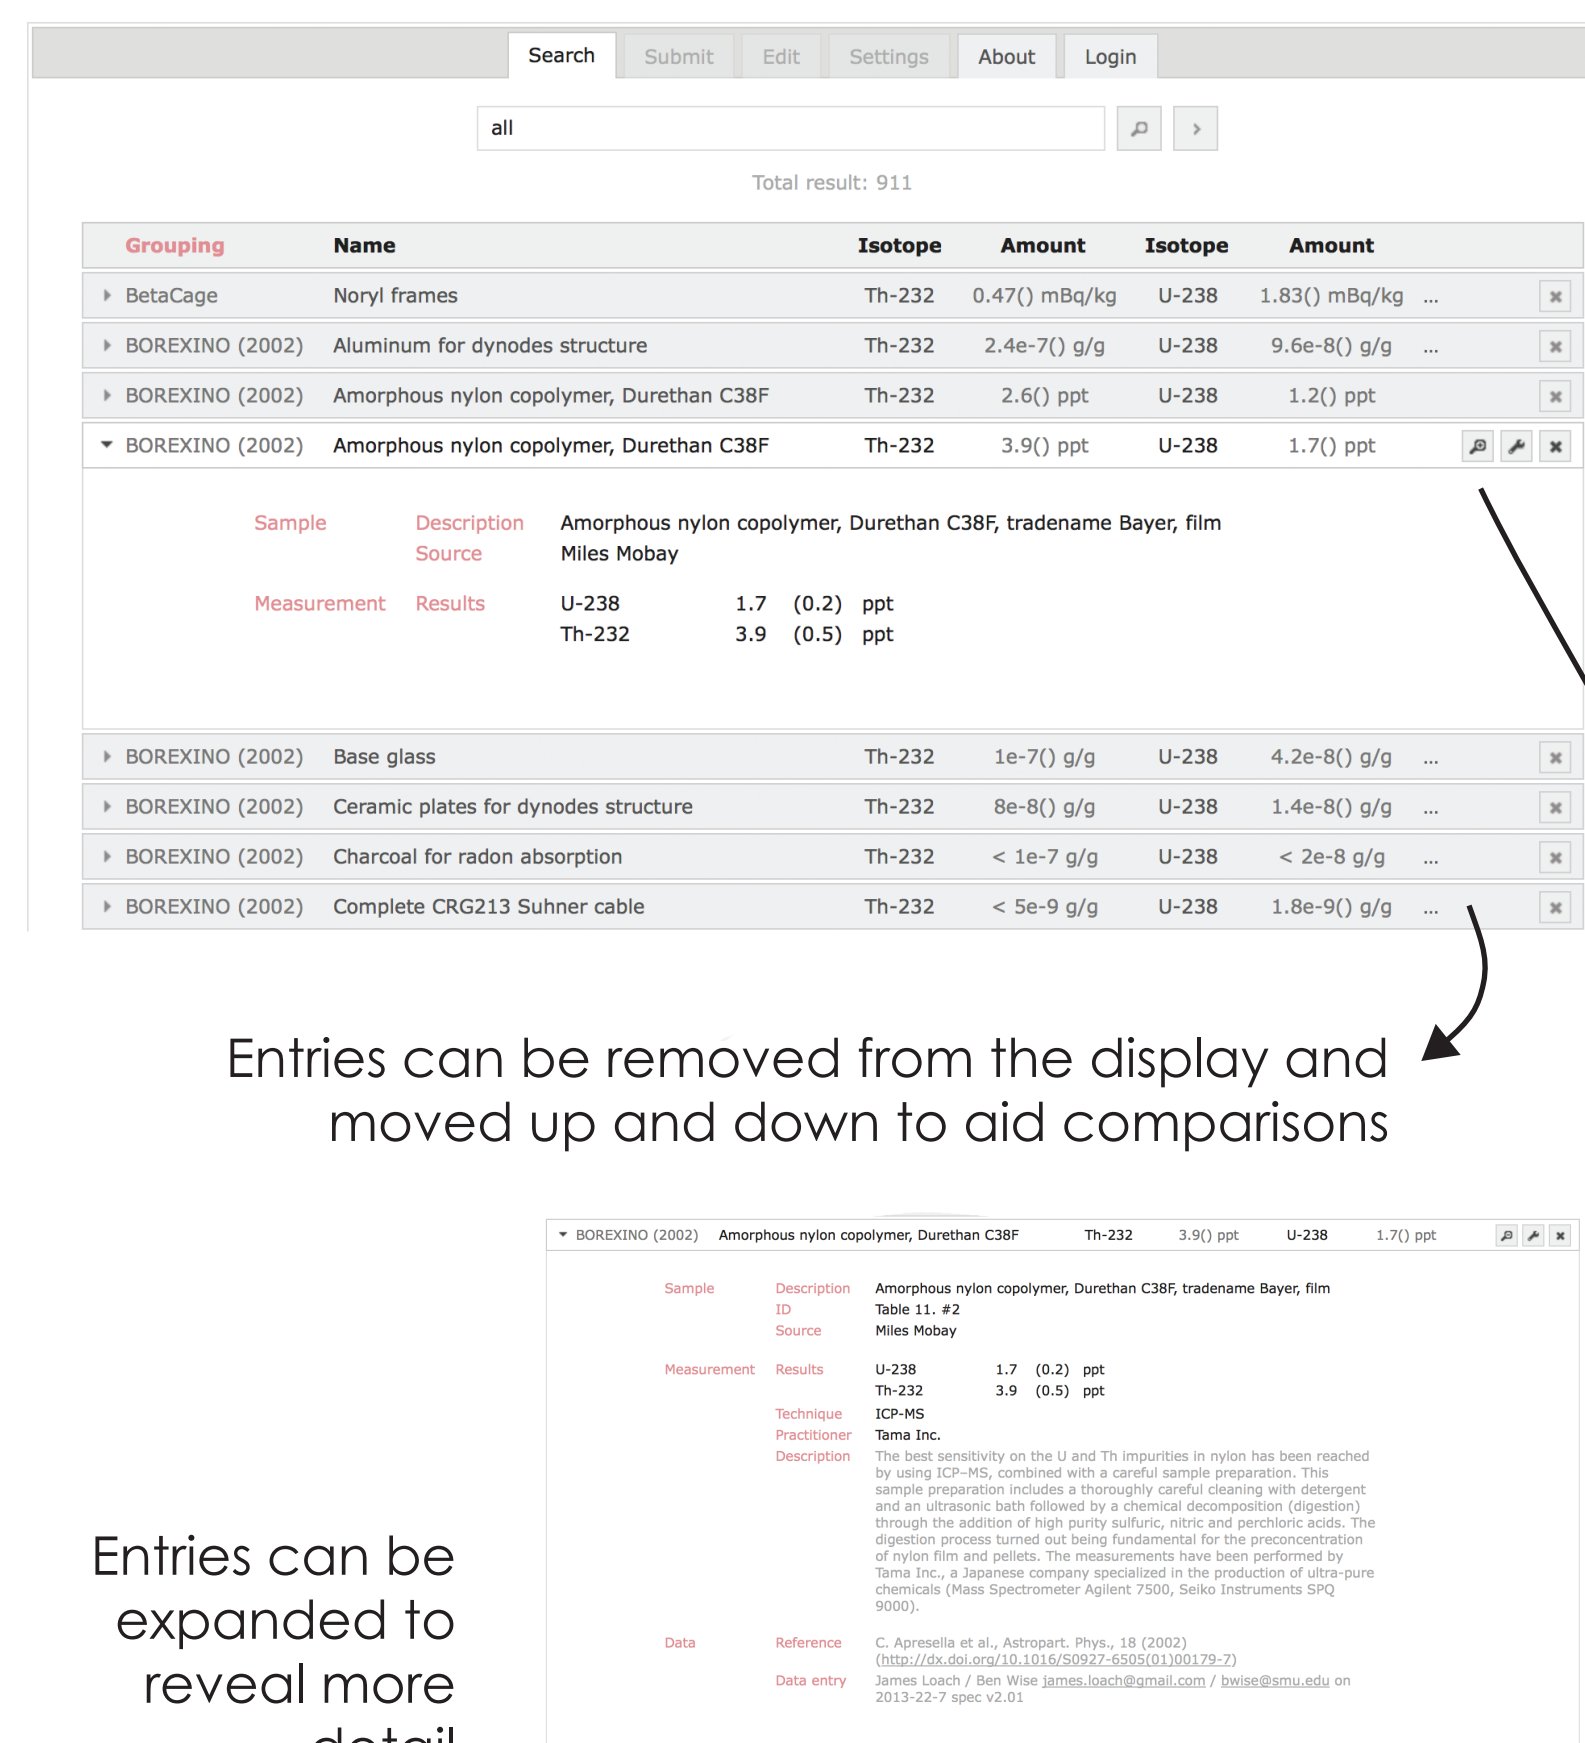 Search Submit Edit Settings About Login
all
Total result: 911
Grouping Name Isotope Amount Isotope Amount
BetaCage Noryl frames Th-232 0.47() mBq/kg U-238 1.83() mBq/kg ...
BOREXINO (2002) Aluminum for dynodes structure Th-232 2.4e-7() g/g U-238 9.6e-8() g/g ...
BOREXINO (2002) Amorphous nylon copolymer, Durethan C38F Th-232 2.6() ppt U-238 1.2() ppt
BOREXINO (2002) Amorphous nylon copolymer, Durethan C38F Th-232 3.9() ppt U-238 1.7() ppt
Sample Description Amorphous nylon copolymer, Durethan C38F, tradename Bayer, film
Source Miles Mobay
Measurement Results U-238 1.7 (0.2) ppt
Th-232 3.9 (0.5) ppt
BOREXINO (2002) Base glass Th-232 1e-7() g/g U-238 4.2e-8() g/g ...
BOREXINO (2002) Ceramic plates for dynodes structure Th-232 8e-8() g/g U-238 1.4e-8() g/g ...
BOREXINO (2002) Charcoal for radon absorption Th-232 < 1e-7 g/g U-238 < 2e-8 g/g ...
BOREXINO (2002) Complete CRG213 Suhner cable Th-232 < 5e-9 g/g U-238 1.8e-9() g/g ...
Entries can be removed from the display and
moved up and down to aid comparisons
BOREXINO (2002) Amorphous nylon copolymer, Durethan C38F Th-232 3.9() ppt U-238 1.7() ppt
Sample Description Amorphous nylon copolymer, Durethan C38F, tradename Bayer, film
ID Table 11. #2
Source Miles Mobay
Measurement Results U-238 1.7 (0.2) ppt
Th-232 3.9 (0.5) ppt
Technique ICP-MS
Practitioner Tama Inc.
Description The best sensitivity on the U and Th impurities in nylon has been reached
by using ICP–MS, combined with a careful sample preparation. This
sample preparation includes a thoroughly careful cleaning with detergent
and an ultrasonic bath followed by a chemical decomposition (digestion)
through the addition of high purity sulfuric, nitric and perchloric acids. The
digestion process turned out being fundamental for the preconcentration
of nylon film and pellets. The measurements have been performed by
Tama Inc., a Japanese company specialized in the production of ultra-pure
chemicals (Mass Spectrometer Agilent 7500, Seiko Instruments SPQ
9000).
Data Reference C. Apresella et al., Astropart. Phys., 18 (2002)
(http://dx.doi.org/10.1016/S0927-6505(01)00179-7)
Data entry James Loach / Ben Wise james.loach@gmail.com / bwise@smu.edu on
2013-22-7 spec v2.01
Entries can be
expanded to
reveal more
detail